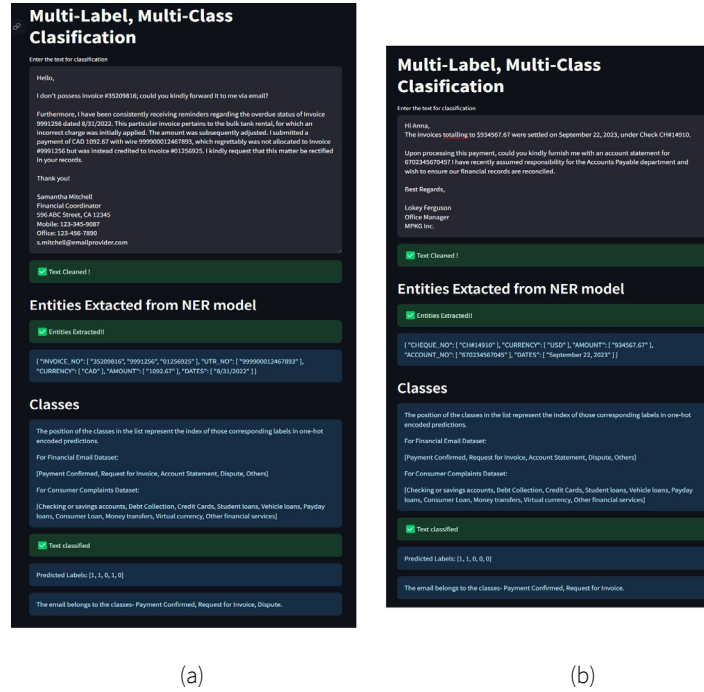 Multi-Label, Multi-Class
Clasification
Enter the text for classification
Hello,
I don't possess Invoice #35209816; could you kindly forward it to me via email?
Furthermore, I have been consistently receiving reminders regarding the overdue status of Invoice
9991256 dated 8/31/2022. This particular invoice pertains to the bulk tank rental, for which an
incorrect charge was initially applied. The amount was subsequently adjusted. I submitted a
payment of CAD 1092.67 with wire 999900012467893, which regrettably was not allocated to Invoice
#9991256 but was instead credited to Invoice #01256925. I kindly request that this matter be rectified
in your records.
Thank you!
Samantha Mitchell
Financial Coordinator
596 ABC Street, CA 12345
Mobile: 123-345-9087
Office: 123-456-7890
s.mitchell@emailprovider.com
Text Cleaned !
Entities Extacted from NER model
Entities Extracted!!
{ "INVOICE_NO": [ "35209816", "9991256", "01256925" ], "UTR_NO": [ "999900012467893" ],
"CURRENCY": [ "CAD" ], "AMOUNT": [ "1092.67" ], "DATES": [ "8/31/2022" ] }
Classes
The position of the classes in the list represent the index of those corresponding labels in one-hot
encoded predictions.
For Financial Email Dataset:
[Payment Confirmed, Request for Invoice, Account Statement, Dispute, Others]
For Consumer Complaints Dataset:
[Checking or savings accounts, Debt Collection, Credit Cards, Student loans, Vehicle loans, Payday
loans, Consumer Loan, Money transfers, Virtual currency, Other financial services]
Text classified
Predicted Labels: [1, 1, 0, 1, 0]
The email belongs to the classes- Payment Confirmed, Request for Invoice, Dispute.
(a)
Multi-Label, Multi-Class
Clasification
Enter the text for classification
Hi Anna,
The invoices totalling to $934567.67 were settled on September 22, 2023, under Check CH#14910.
Upon processing this payment, could you kindly furnish me with an account statement for
670234567045? I have recently assumed responsibility for the Accounts Payable department and
wish to ensure our financial records are reconciled.
Best Regards,
Lokey Ferguson
Office Manager
MPKG Inc.
Text Cleaned !
Entities Extacted from NER model
Entities Extracted!!
{ "CHEQUE_NO": [ "CH#14910" ], "CURRENCY": [ "USD" ], "AMOUNT": [ "934567.67" ],
"ACCOUNT_NO": [ "670234567045" ], "DATES": [ "September 22, 2023" ] }
Classes
The position of the classes in the list represent the index of those corresponding labels in one-hot
encoded predictions.
For Financial Email Dataset:
[Payment Confirmed, Request for Invoice, Account Statement, Dispute, Others]
For Consumer Complaints Dataset:
[Checking or savings accounts, Debt Collection, Credit Cards, Student loans, Vehicle loans, Payday
loans, Consumer Loan, Money transfers, Virtual currency, Other financial services]
Text classified
Predicted Labels: [1, 1, 0, 0, 0]
The email belongs to the classes- Payment Confirmed, Request for Invoice.
(b)